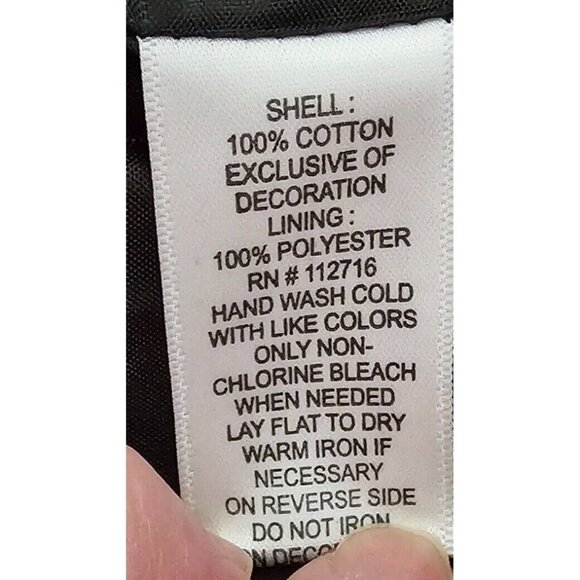 SHELL :
100% COTTON
EXCLUSIVE OF
DECORATION
LINING :
100% POLYESTER
RN # 112716
HAND WASH COLD
WITH LIKE COLORS
ONLY NON-
CHLORINE BLEACH
WHEN NEEDED
LAY FLAT TO DRY
WARM IRON IF
NECESSARY
ON REVERSE SIDE
DO NOT IRON